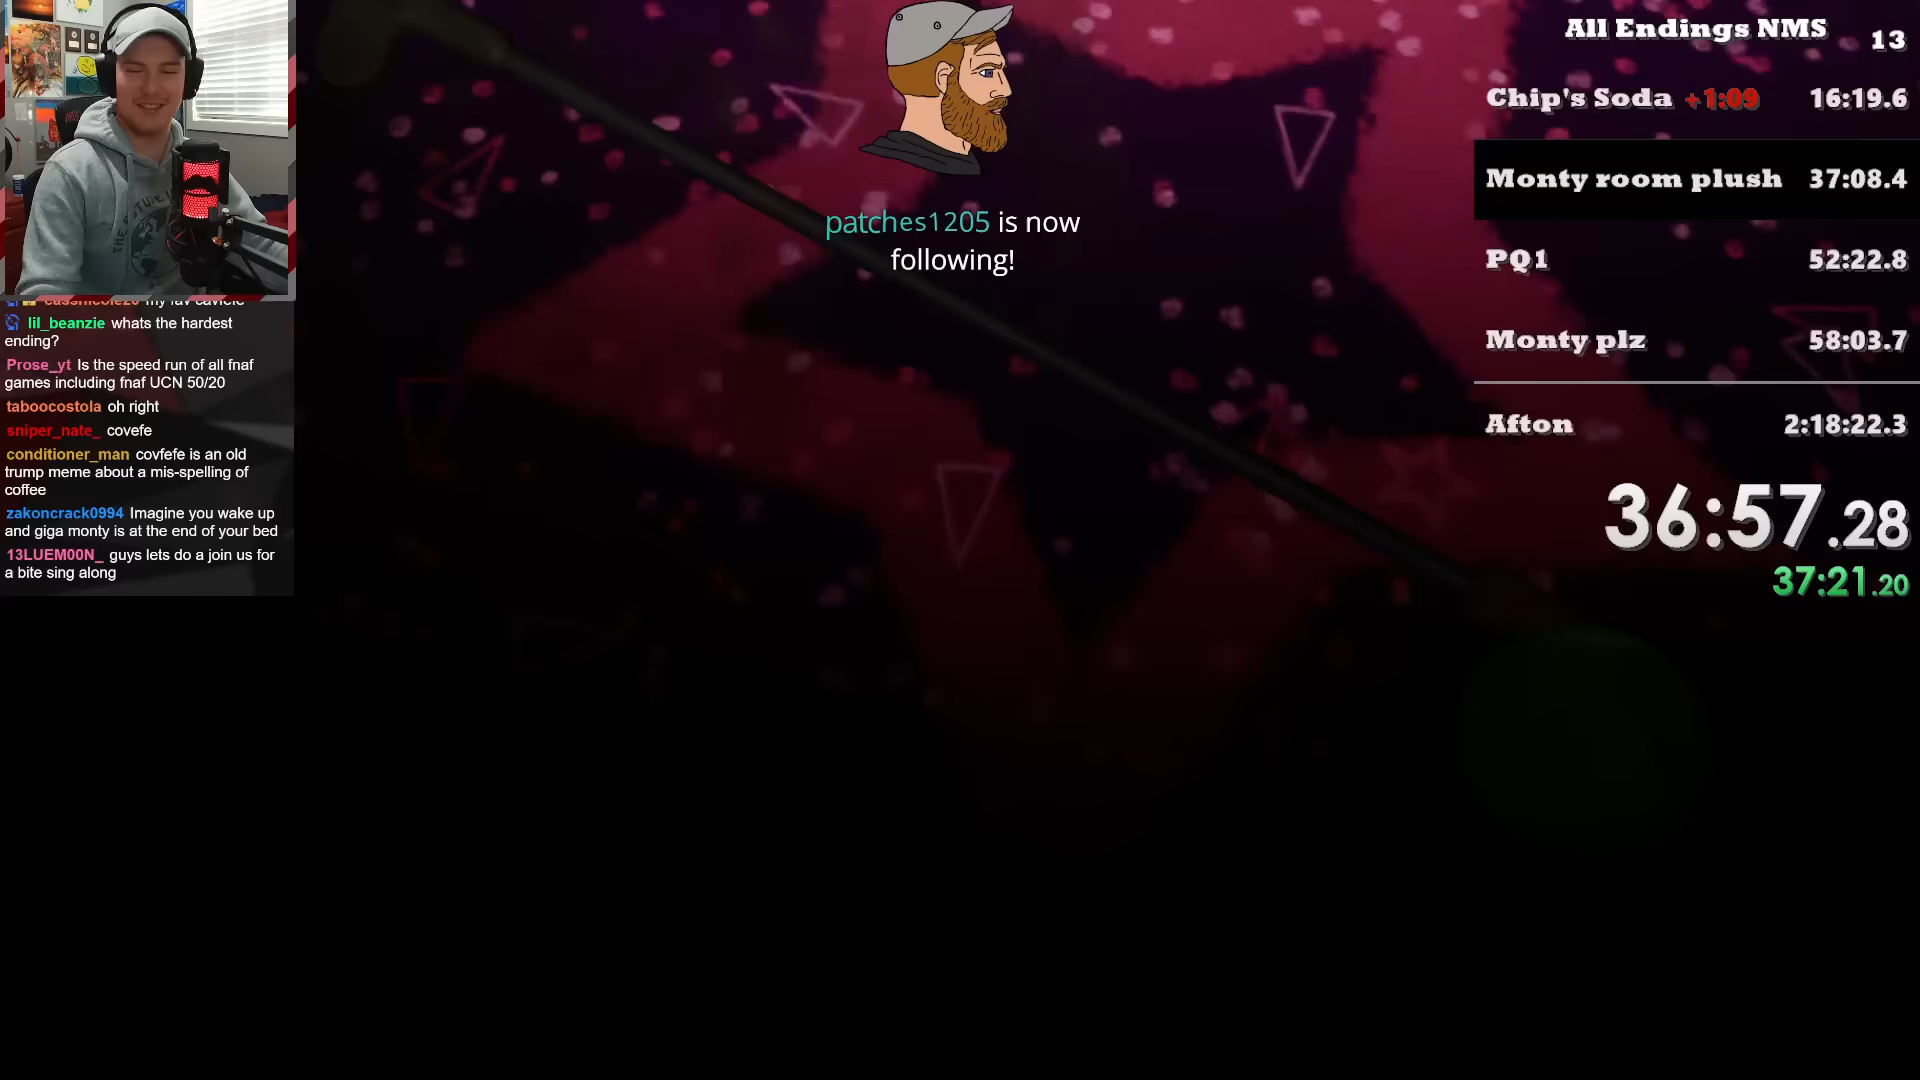 All Endings NMS 13
Chip's Soda +1:09 16:19.6
Monty room plush 37:08.4
PQ1 52:22.8
Monty plz 58:03.7
Afton 2:18:22.3
36:57.28
37:21.20
patches1205 is now
following!
cassnicole20 my fav caviere
lil_beanzie whats the hardest
ending?
Prose_yt Is the speed run of all fnaf
games including fnaf UCN 50/20
taboocostola oh right
sniper_nate_ covefe
conditioner_man covfefe is an old
trump meme about a mis-spelling of
coffee
zakoncrack0994 Imagine you wake up
and giga monty is at the end of your bed
13LUEM00N_ guys lets do a join us for
a bite sing along